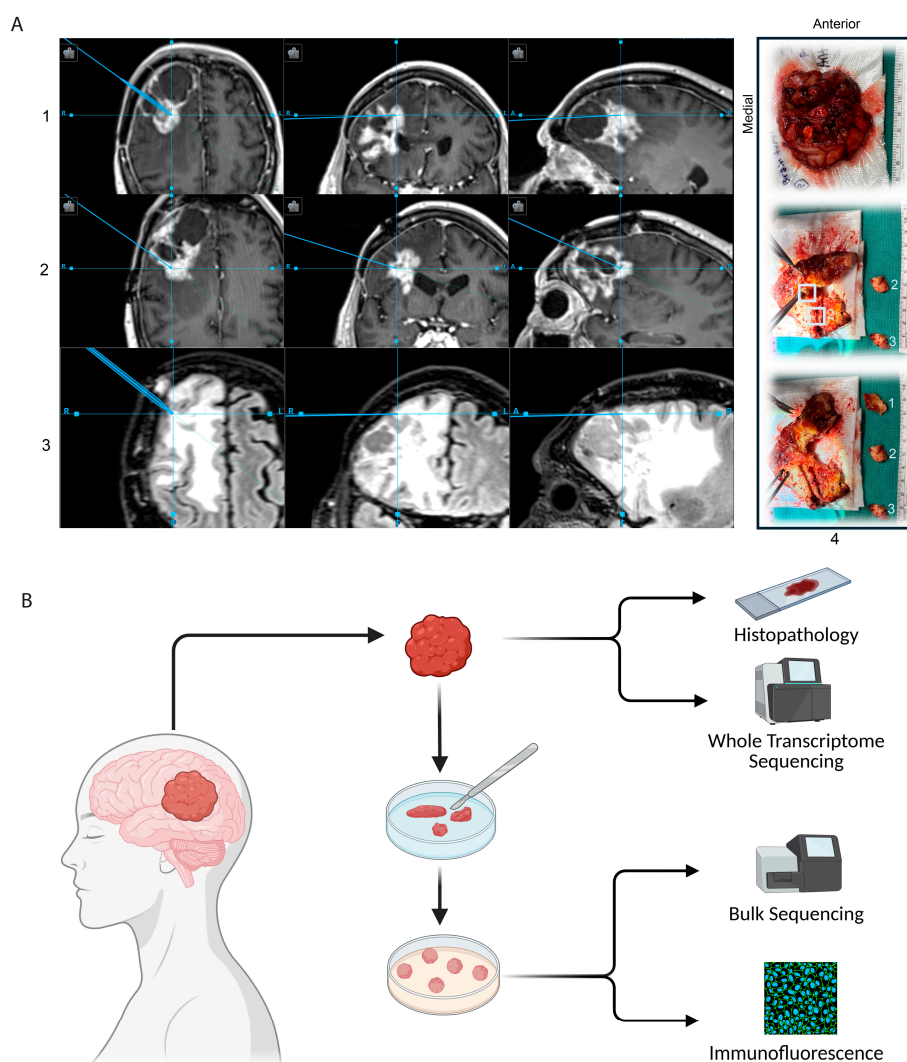 A
Anterior
Medial
1
R
L
R
L
2
R
R
L
A
3
R
L
R
L
A
2
3
1
2
3
4
B
Histopathology
Whole Transcriptome
Sequencing
Bulk Sequencing
Immunofluorescence